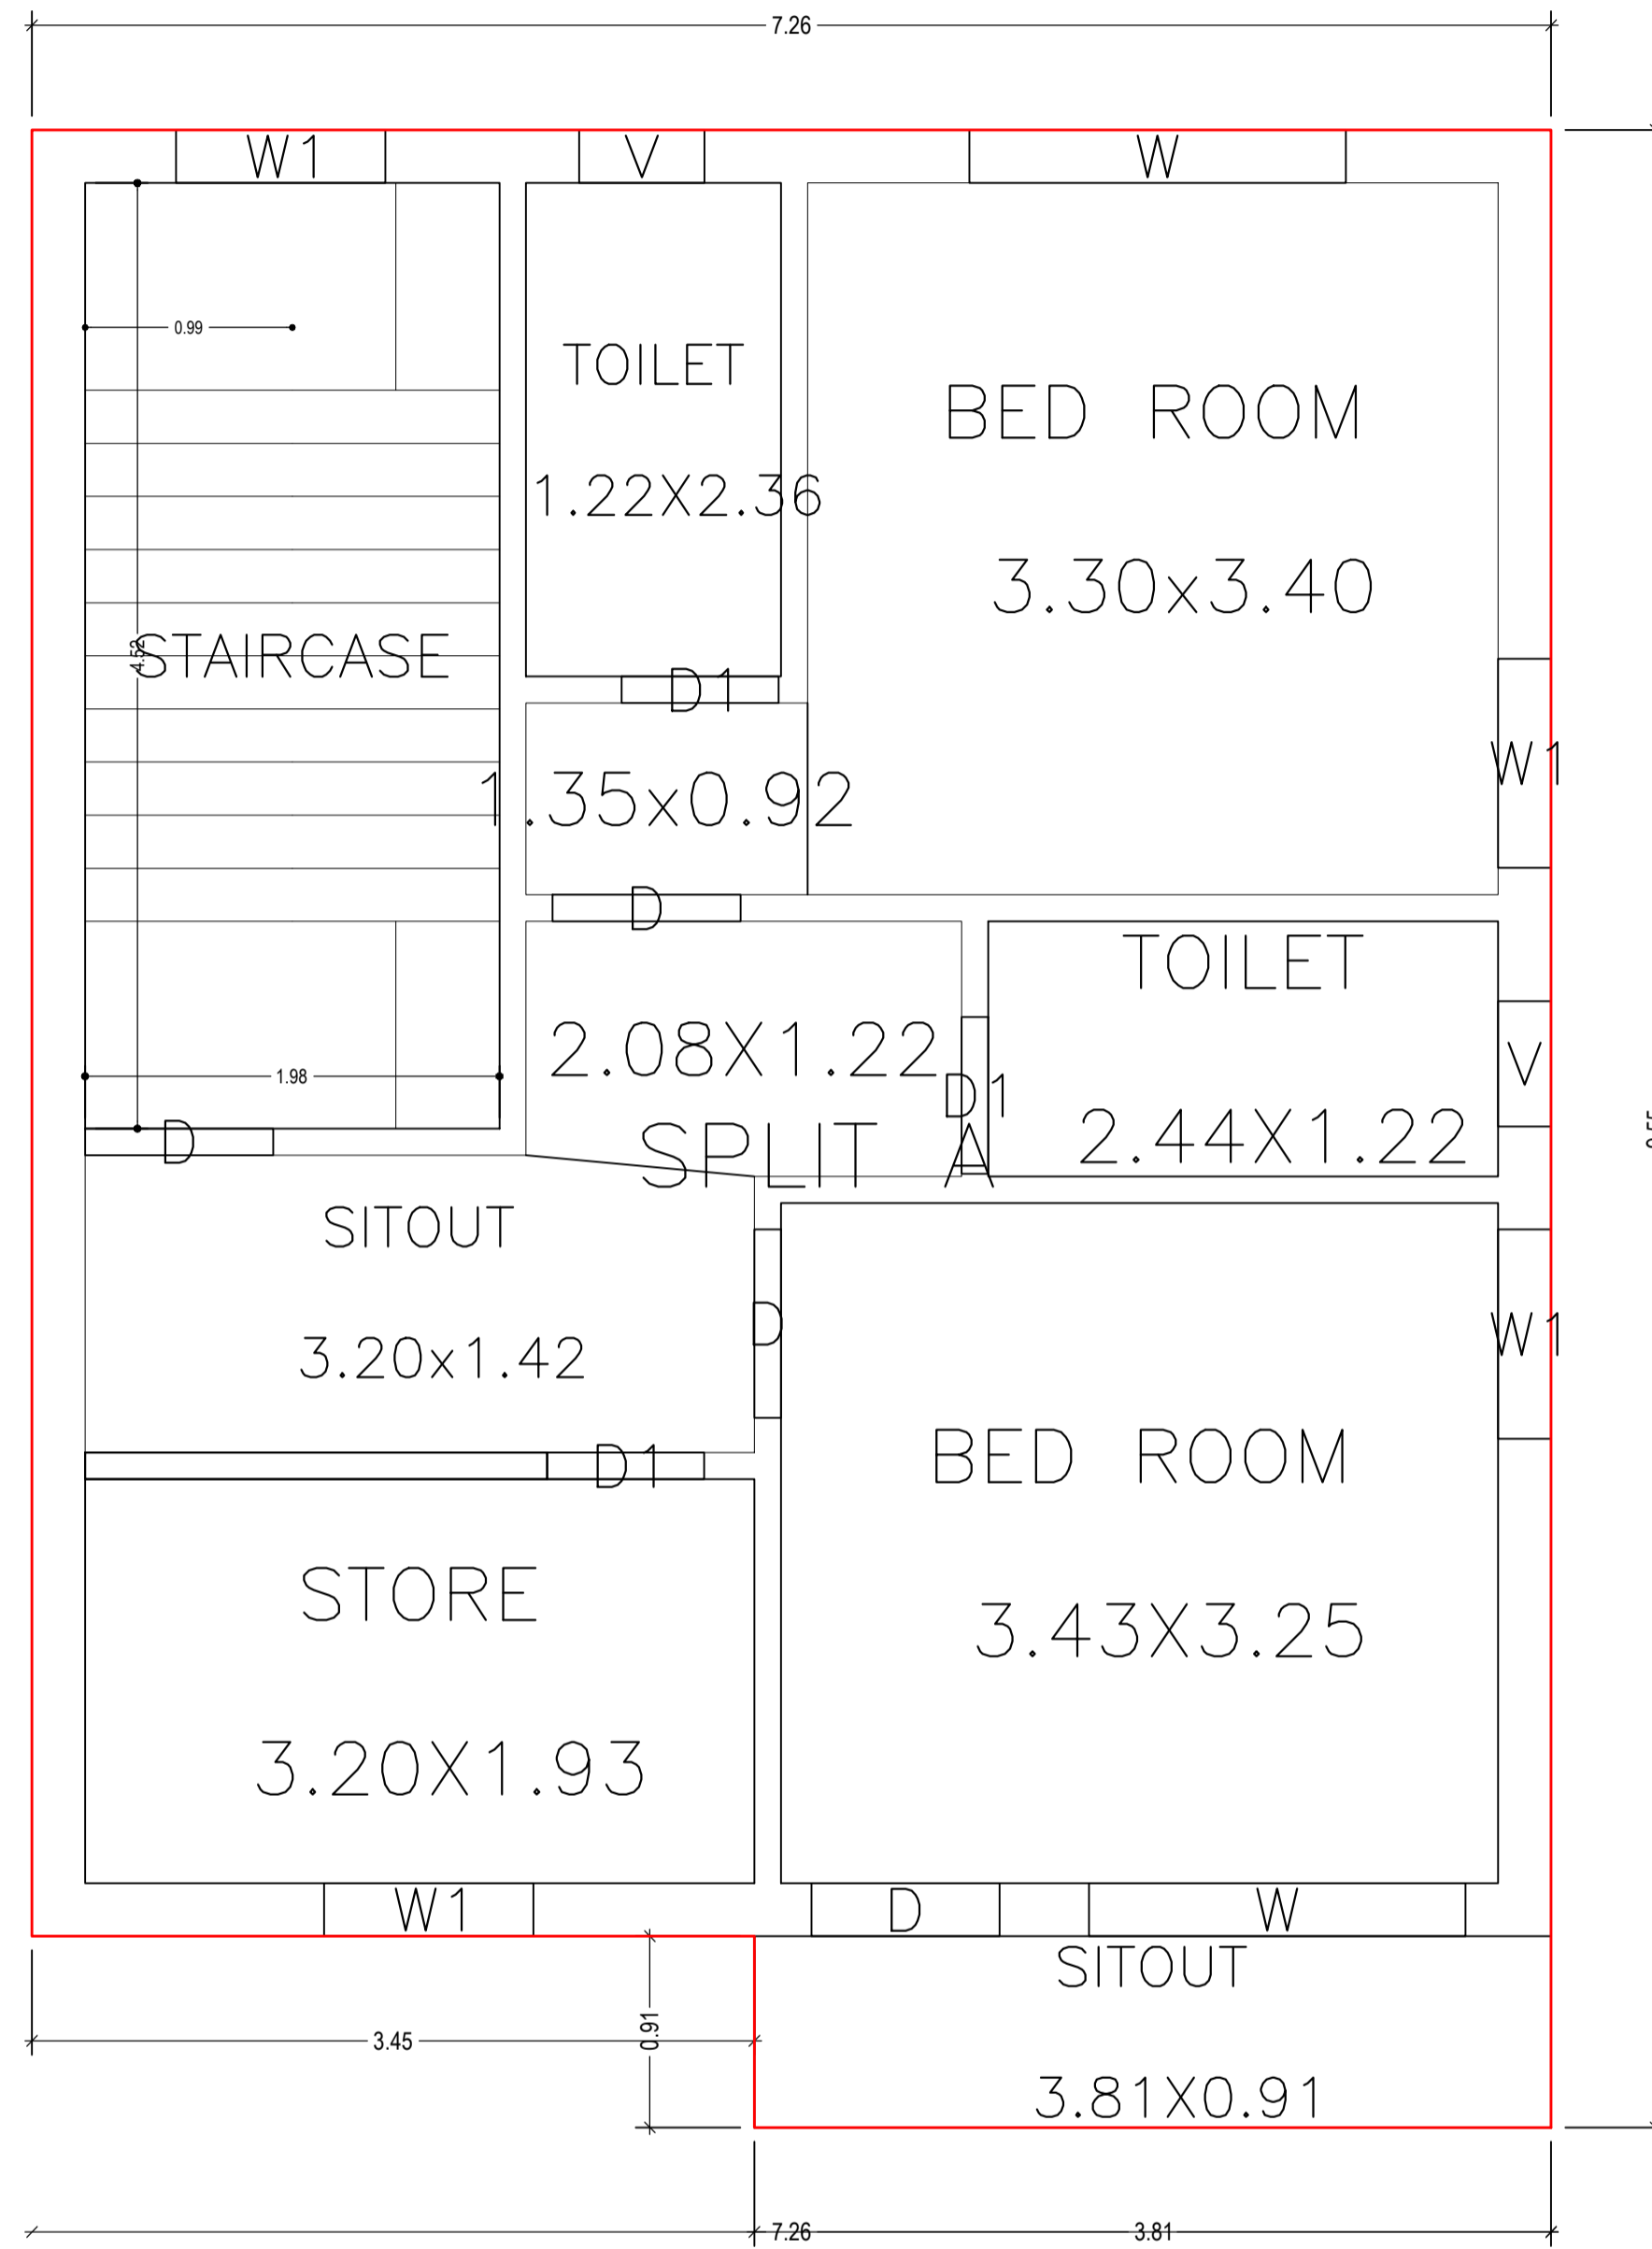 7.26
W1
V
W
0.99
TOILET
BED ROOM
1.22X2.36
3.30x3.40
STAIRCASE
4.52
D1
W1
1.35x0.92
D
TOILET
2.08X1.22
V
1.98
D1
2.44X1.22
D
SPLIT A
SITOUT
D
W1
3.20x1.42
BED ROOM
D1
STORE
3.43X3.25
3.20X1.93
W1
D
W
SITOUT
0.91
3.45
3.81X0.91
7.26
3.81